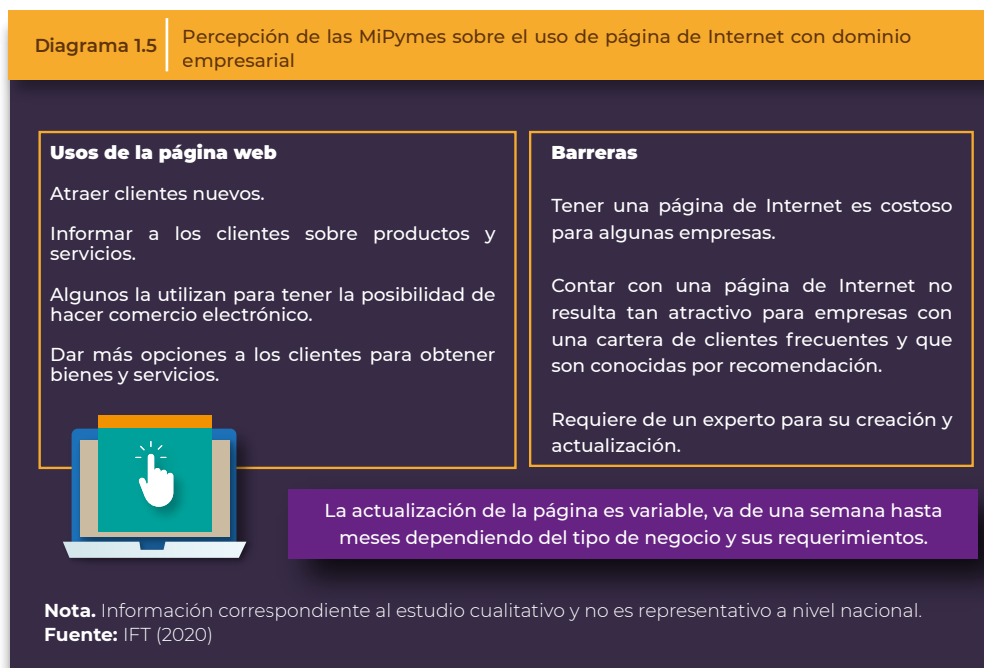 Diagrama 1.5
Percepción de las MiPymes sobre el uso de página de Internet con dominio
empresarial
Usos de la página web
Atraer clientes nuevos.
Informar a los clientes sobre productos y
servicios.
Algunos la utilizan para tener la posibilidad de
hacer comercio electrónico.
Dar más opciones a los clientes para obtener
bienes y servicios.
Barreras
Tener una página de Internet es costoso
para algunas empresas.
Contar con una página de Internet no
resulta tan atractivo para empresas con
una cartera de clientes frecuentes y que
son conocidas por recomendación.
Requiere de un experto para su creación y
actualización.
La actualización de la página es variable, va de una semana hasta
meses dependiendo del tipo de negocio y sus requerimientos.
Nota. Información correspondiente al estudio cualitativo y no es representativo a nivel nacional.
Fuente: IFT (2020)